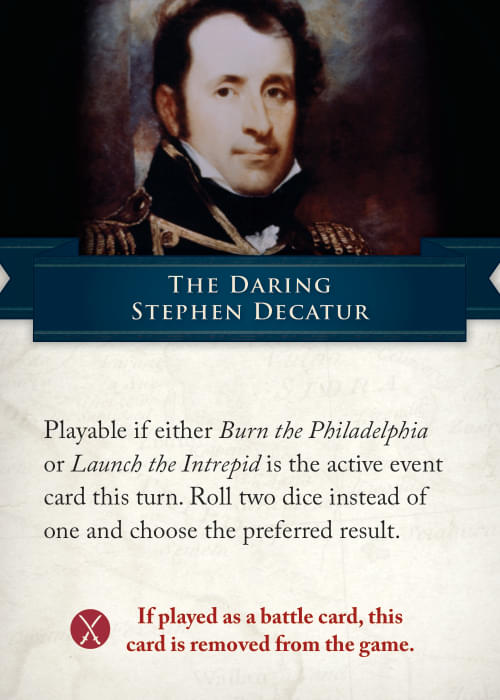 The Daring
Stephen Decatur
Playable if either Burn the Philadelphia
or Launch the Intrepid is the active event
card this turn. Roll two dice instead of
one and choose the preferred result.
If played as a battle card, this
card is removed from the game.